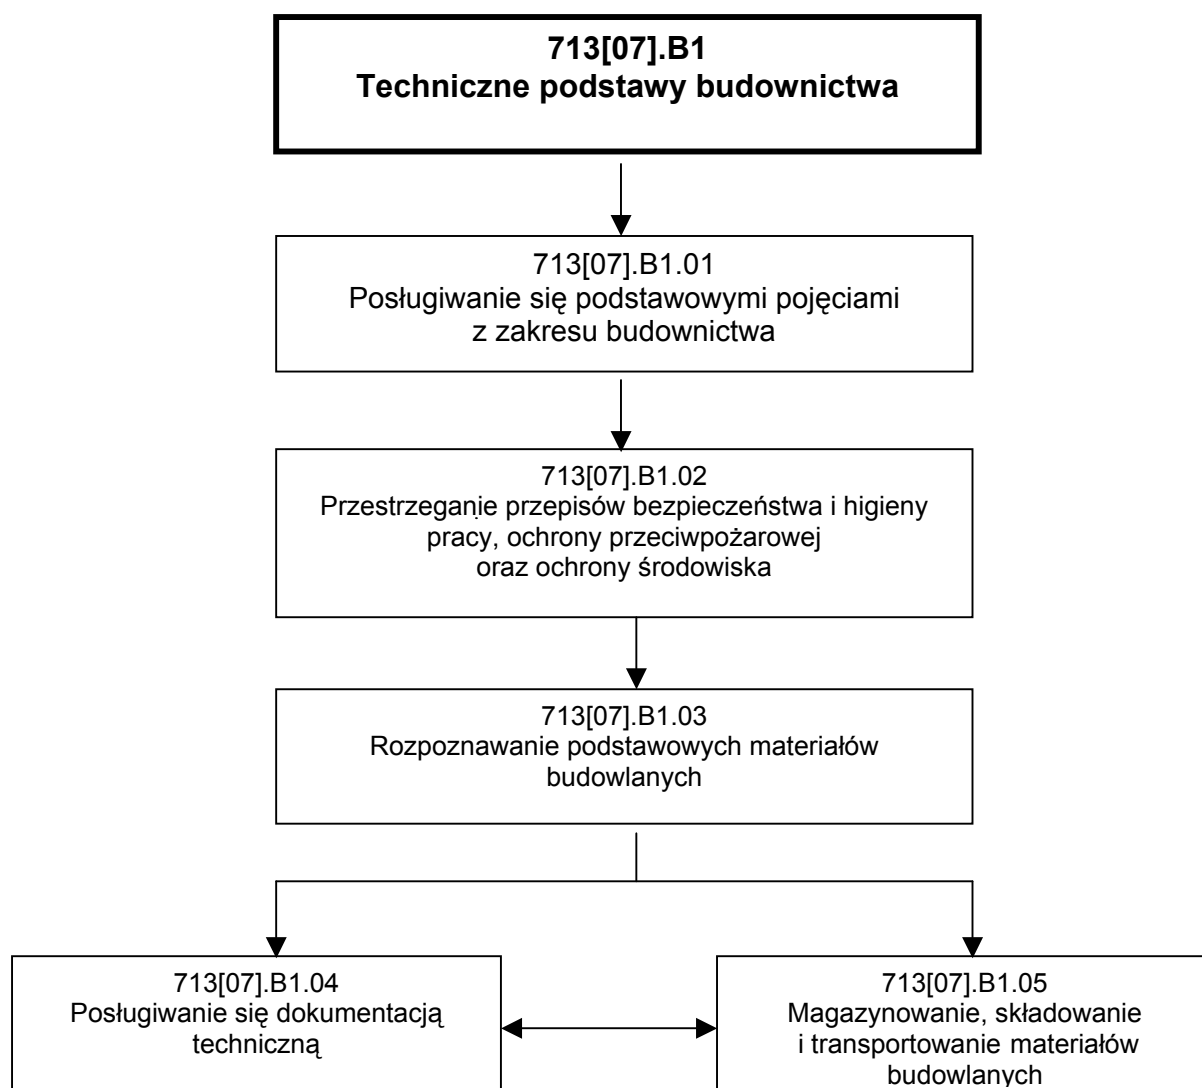 713[07].B1
Techniczne podstawy budownictwa
713[07].B1.01
Posługiwanie się podstawowymi pojęciami
z zakresu budownictwa
713[07].B1.02
Przestrzeganie przepisów bezpieczeństwa i higieny
pracy, ochrony przeciwpożarowej
oraz ochrony środowiska
713[07].B1.03
Rozpoznawanie podstawowych materiałów
budowlanych
713[07].B1.04
Posługiwanie się dokumentacją
techniczną
713[07].B1.05
Magazynowanie, składowanie
i transportowanie materiałów
budowlanych